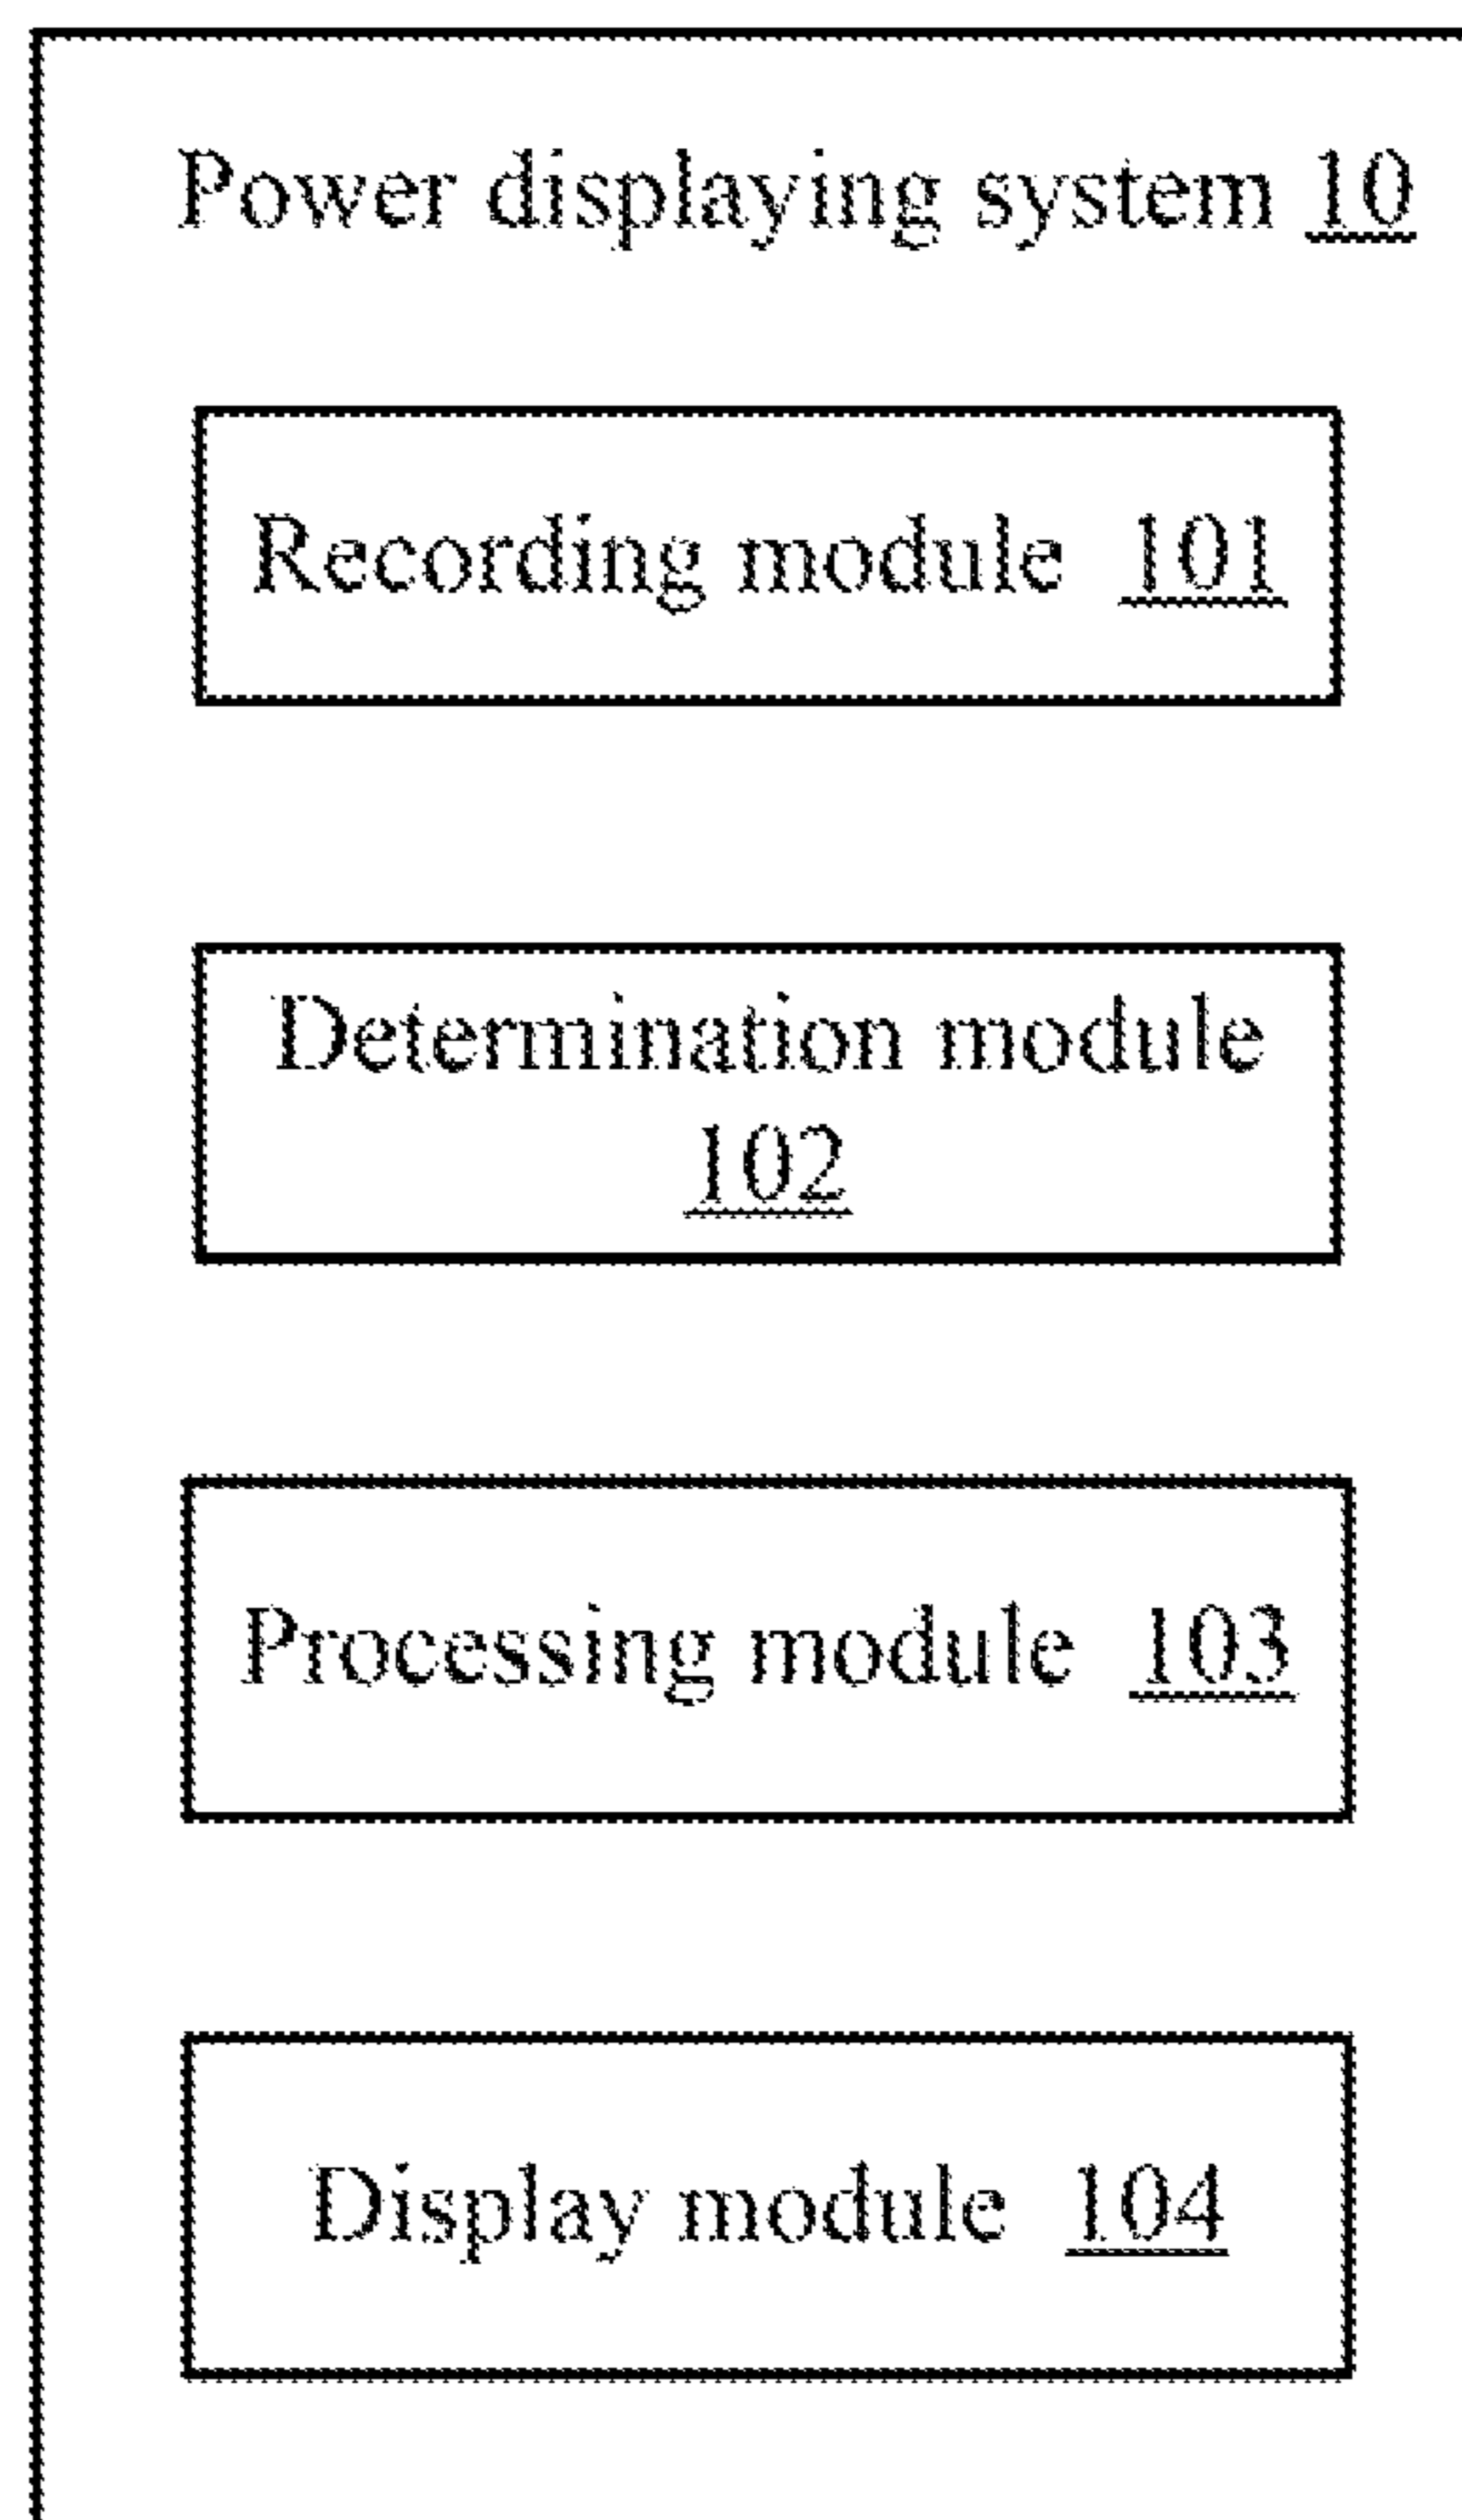 Power displaying system 10
Recording module 101
Determination module
102
Processing module 103
Display module 104